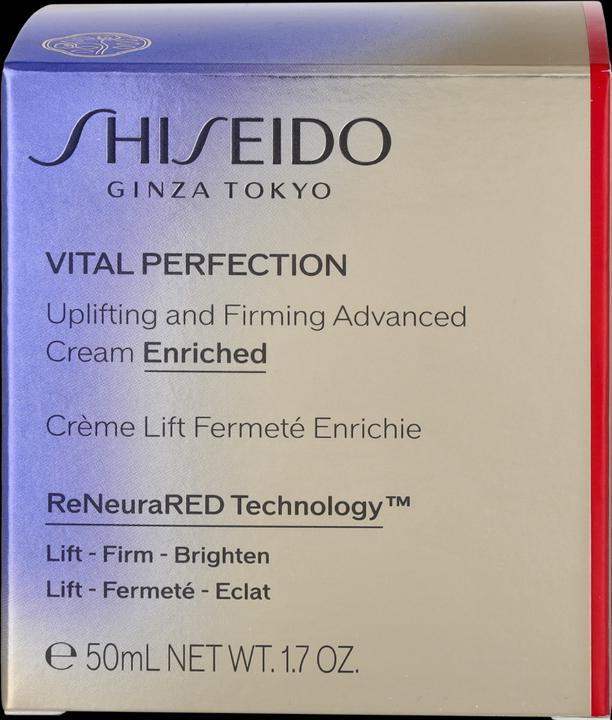 SHISEIDO
GINZA TOKYO
VITAL PERFECTION
Uplifting and Firming Advanced
Cream Enriched
Crème Lift Fermeté Enrichie
ReNeuraRED Technology™
Lift - Firm - Brighten
Lift - Fermeté - Eclat
℮ 50mL NET WT. 1.7 OZ.